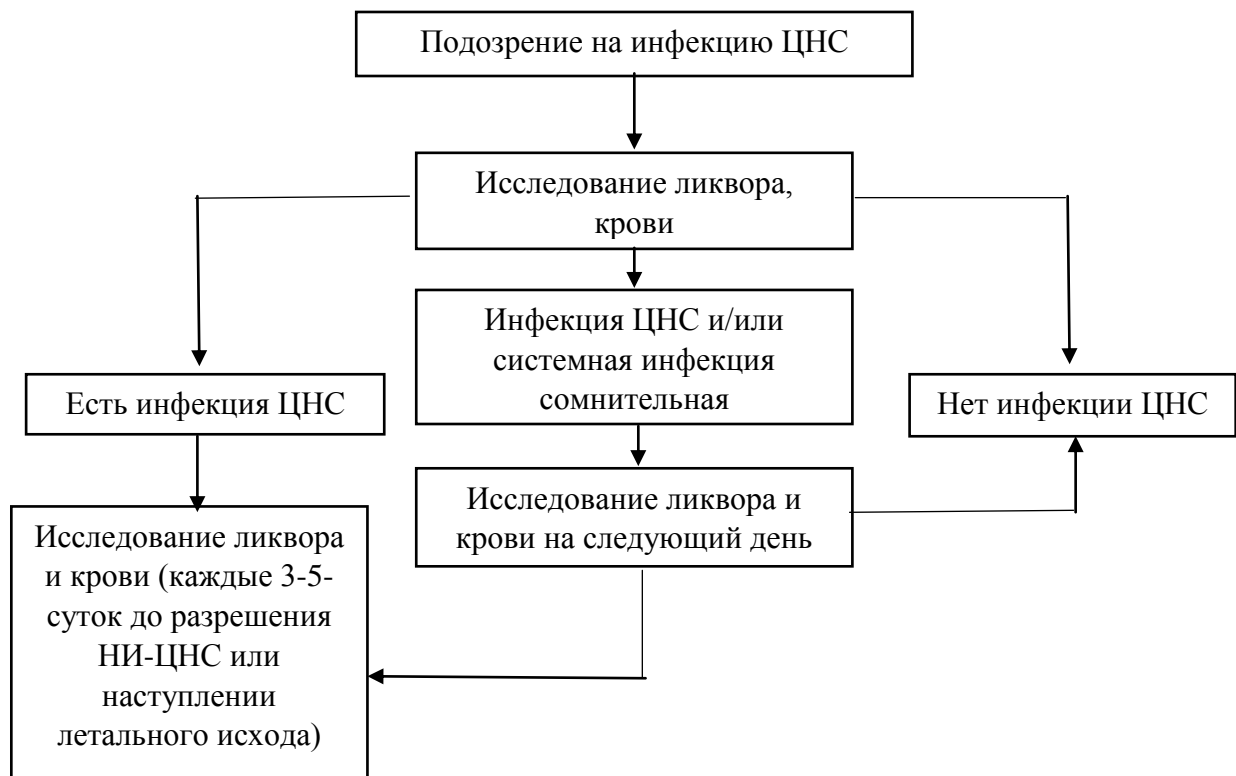 Подозрение на инфекцию ЦНС
Исследование ликвора,
крови
Инфекция ЦНС и/или
системная инфекция
сомнительная
Есть инфекция ЦНС
Нет инфекции ЦНС
Исследование ликвора и
крови на следующий день
Исследование ликвора
и крови (каждые 3-5-
суток до разрешения
НИ-ЦНС или
наступлении
летального исхода)